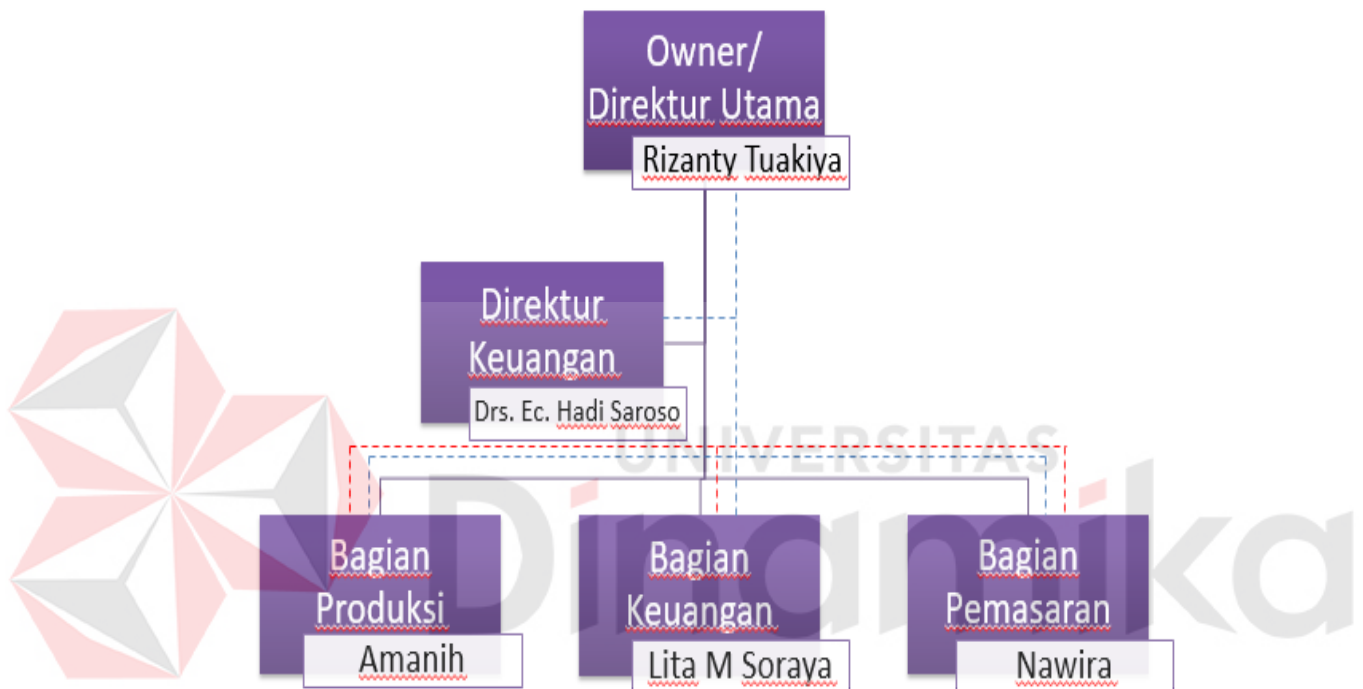 Owner/
Direktur Utama
Rizanty Tuakiya
Direktur
Keuangan
Drs. Ec. Hadi Saroso
UNIVERSITAS
Dinamika
Bagian
Produksi
Amanih
Bagian
Keuangan
Lita M Soraya
Bagian
Pemasaran
Nawira